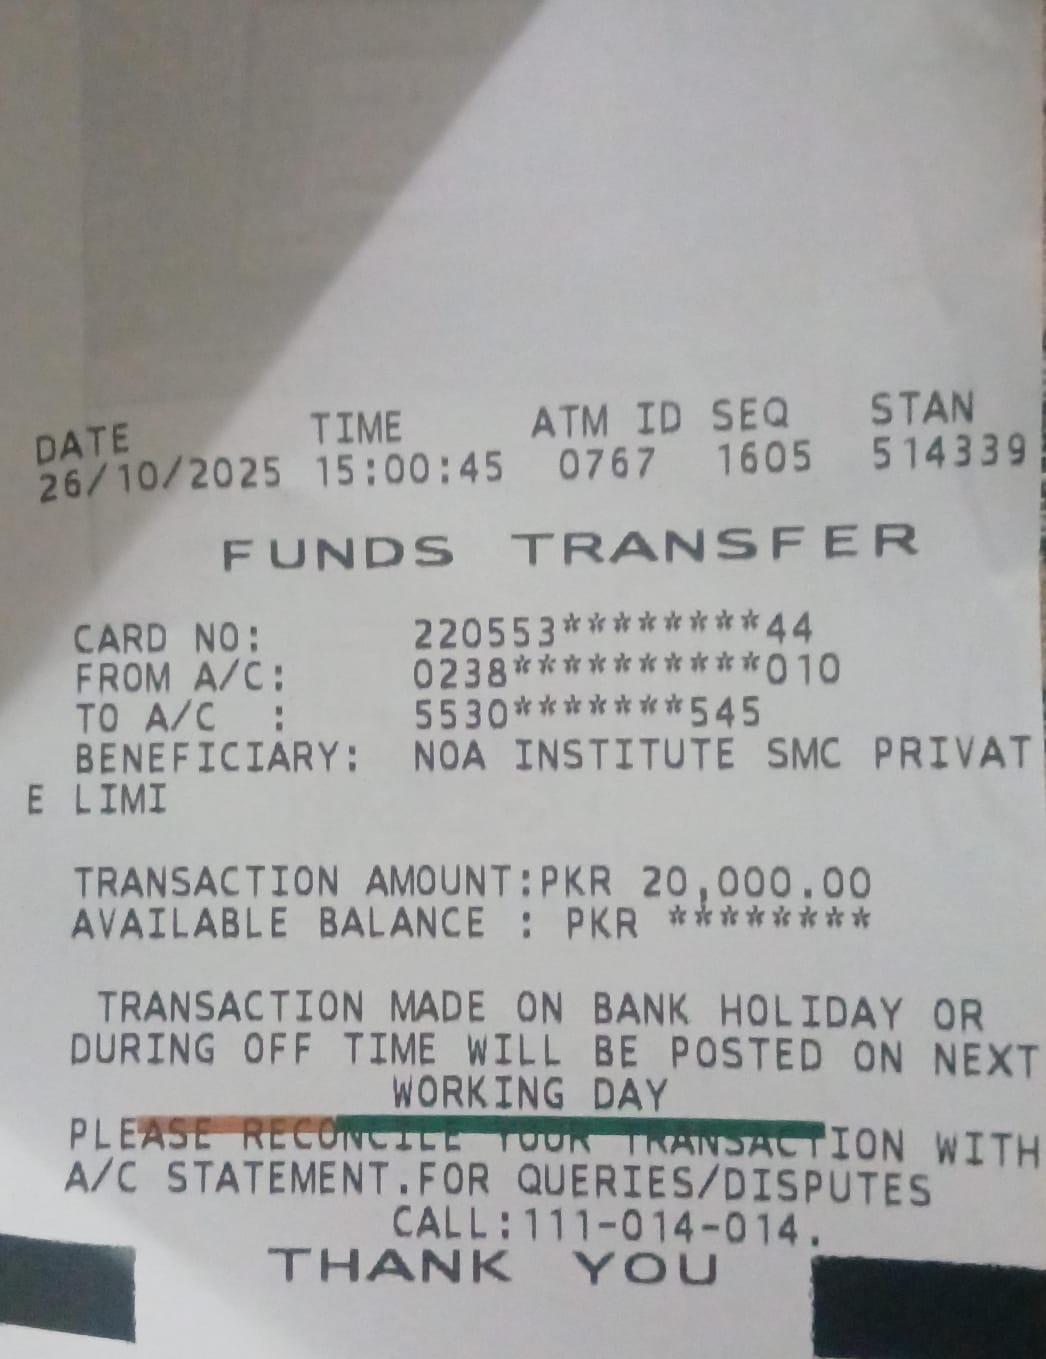 DATE TIME ATM ID SEQ STAN
26/10/2025 15:00:45 0767 1605 514339
FUNDS TRANSFER
CARD NO: 220553********44
FROM A/C: 0238**********010
TO A/C : 5530*******545
BENEFICIARY: NOA INSTITUTE SMC PRIVAT
E LIMI
TRANSACTION AMOUNT:PKR 20,000.00
AVAILABLE BALANCE : PKR ********
TRANSACTION MADE ON BANK HOLIDAY OR
DURING OFF TIME WILL BE POSTED ON NEXT
WORKING DAY
PLEASE RECONCILE YOUR TRANSACTION WITH
A/C STATEMENT.FOR QUERIES/DISPUTES
CALL:111-014-014.
THANK YOU